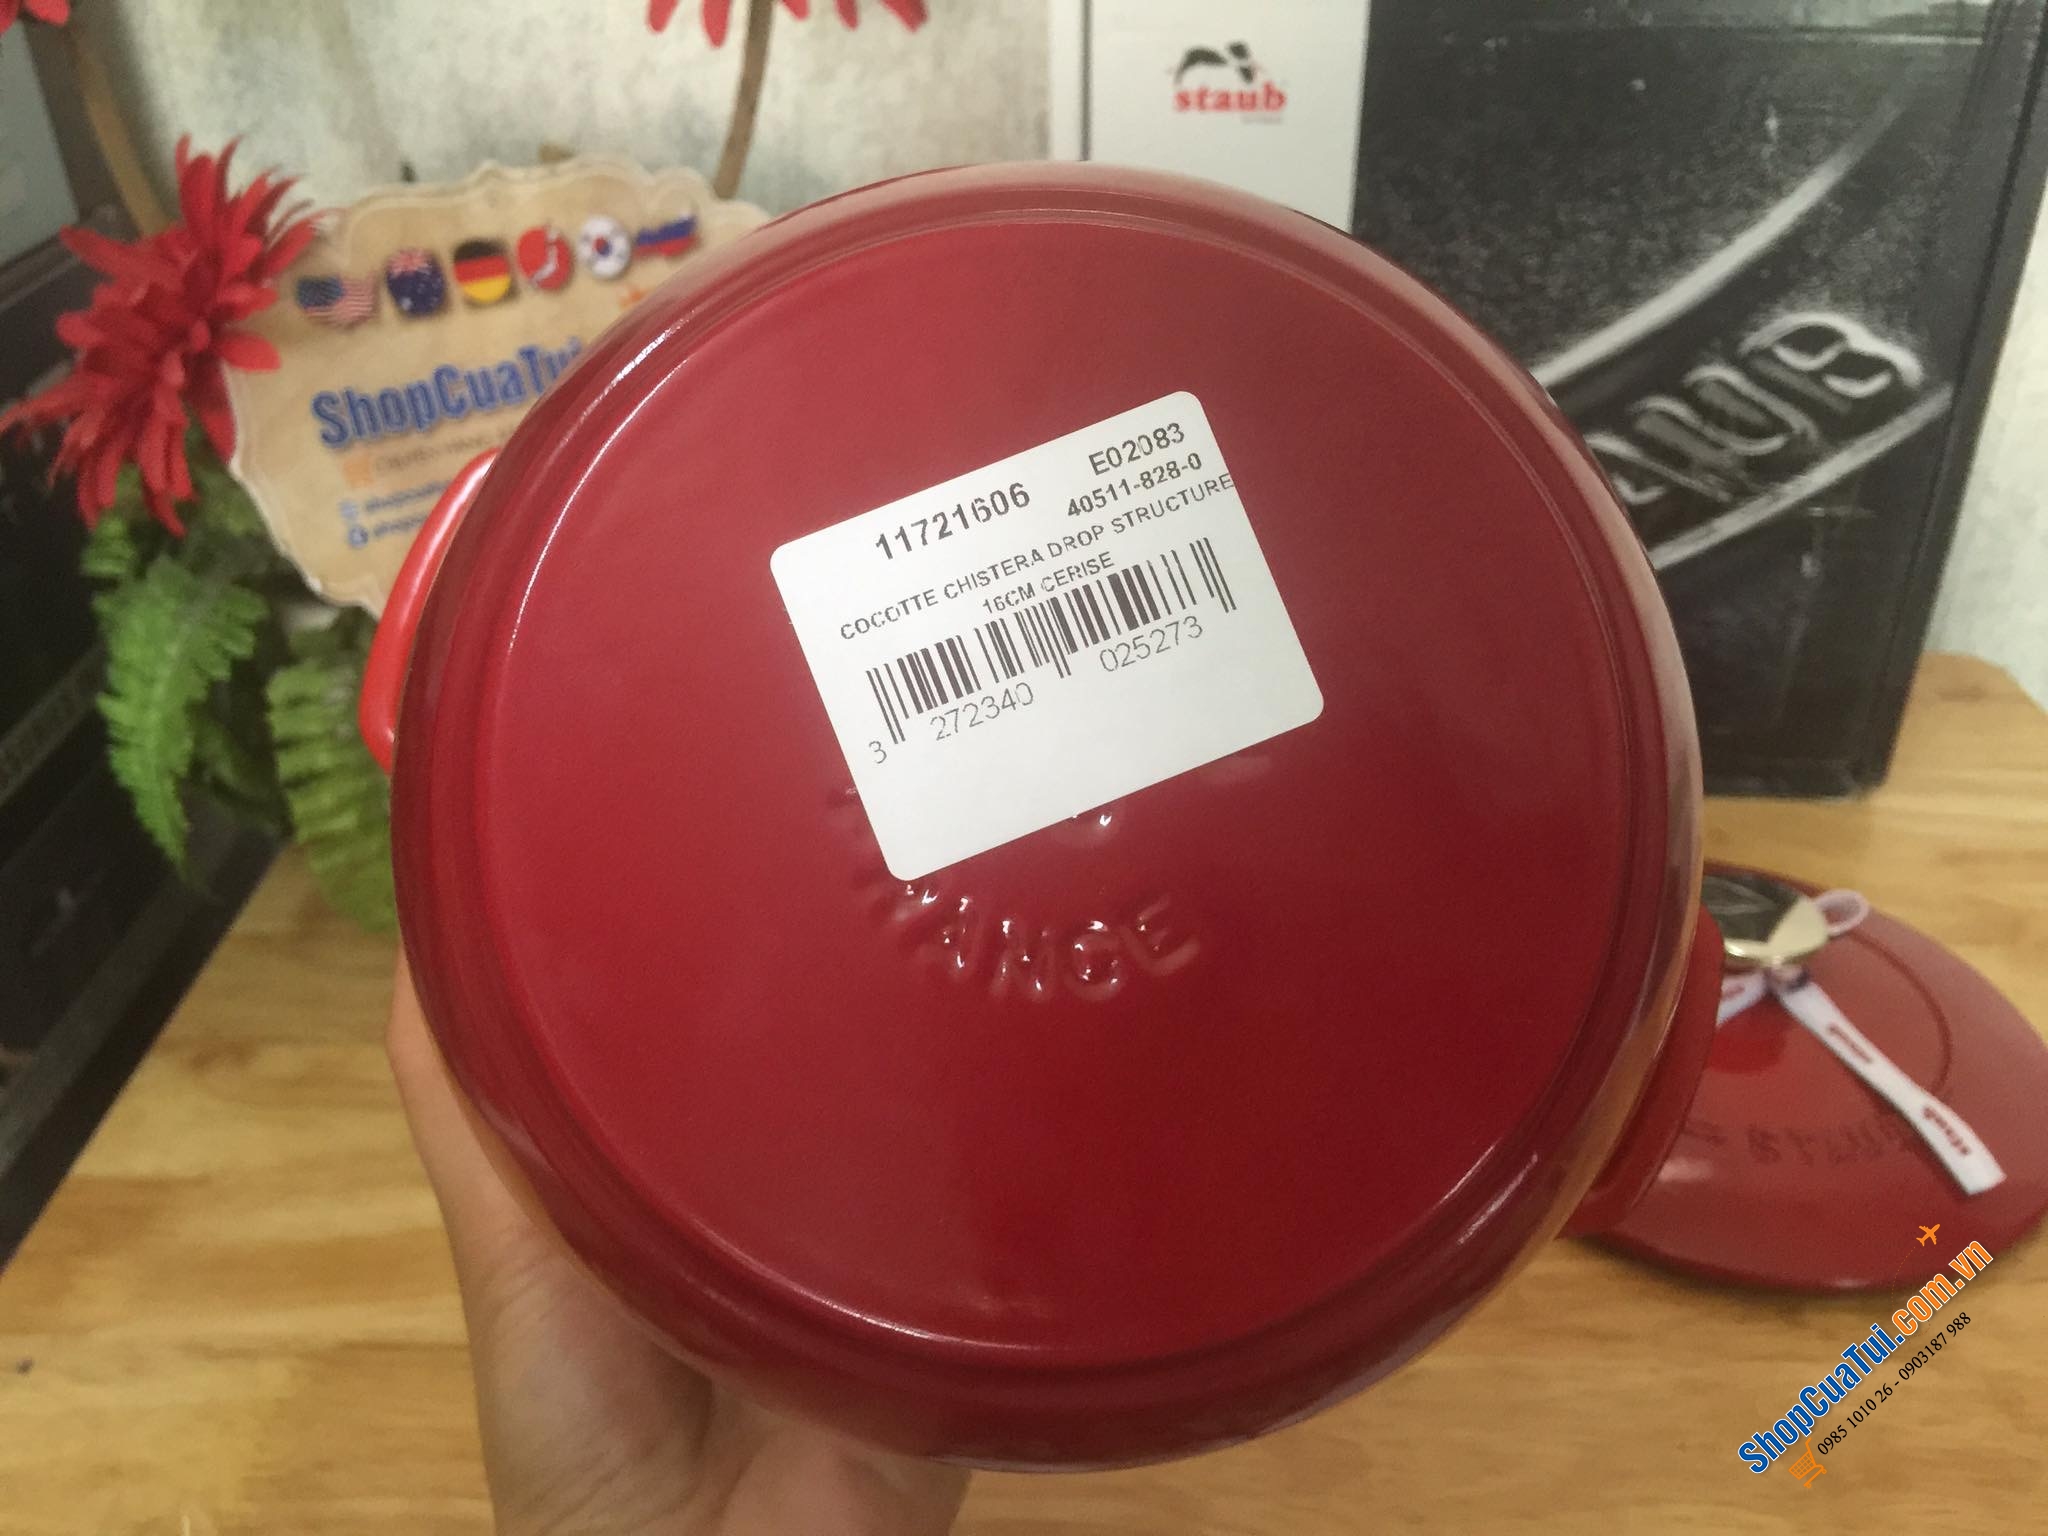 staub
ShopCuaTui
E02083
11721606
40511-828-0
COCOTTE CHISTERA DROP STRUCTURE
16CM CERISE
3 272340 025273
staub
ShopCuaTui.com.vn
0985 1010 26 - 0903187 988